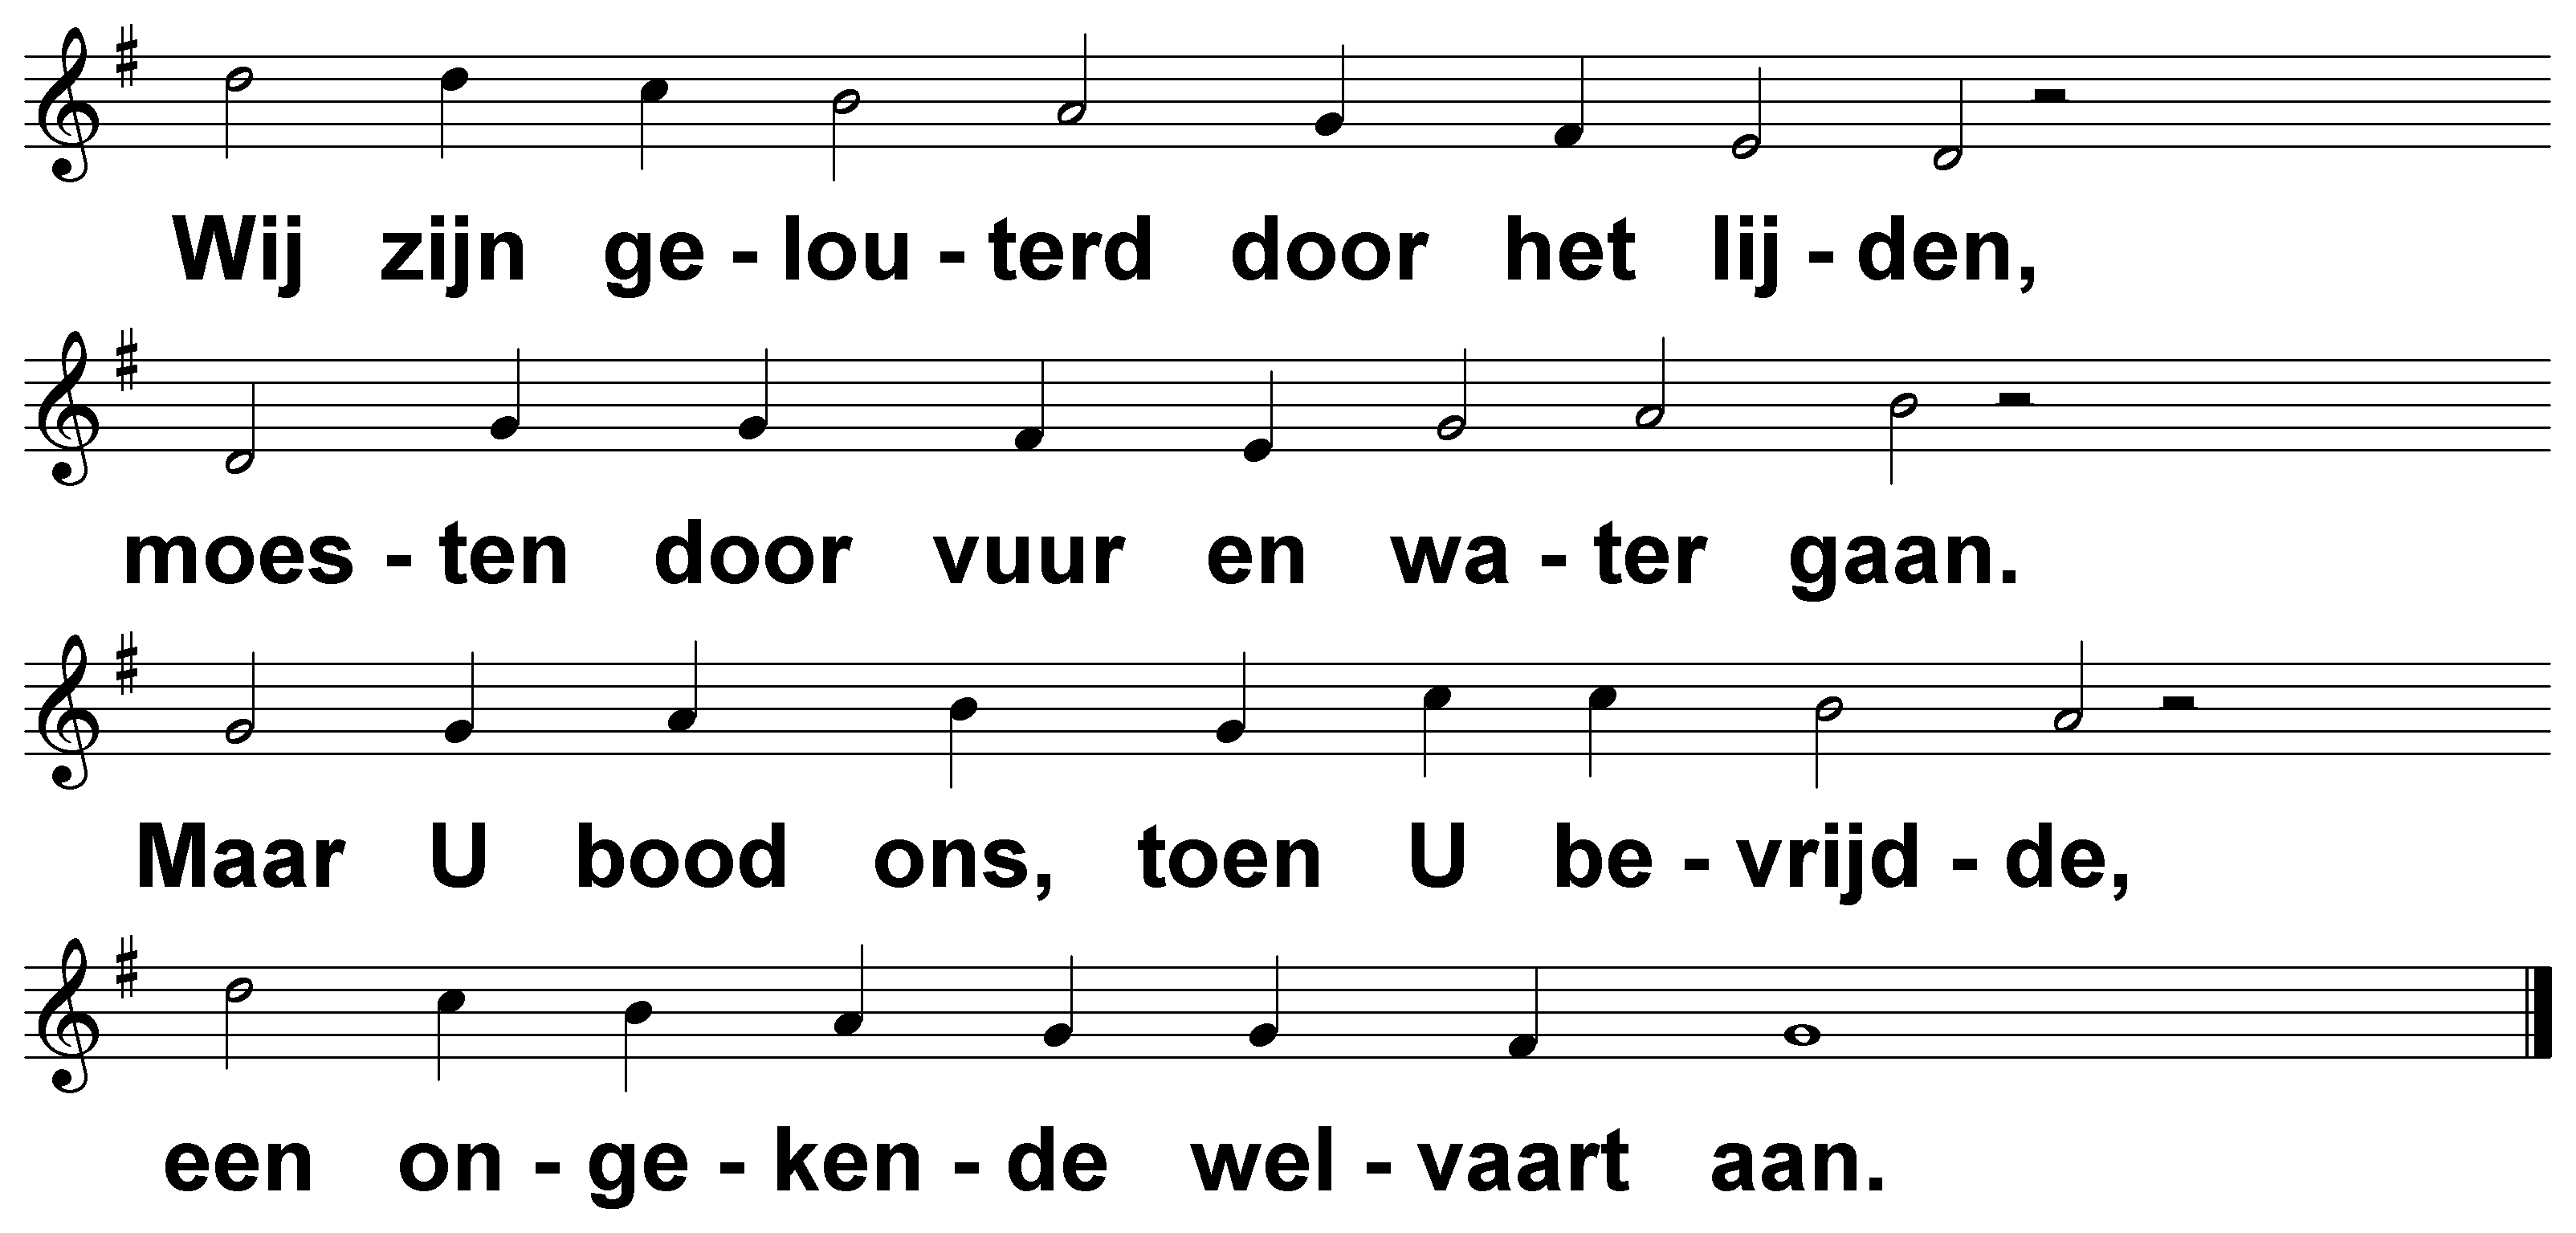 Wij zijn ge - lou - terd door het lij - den,
moes - ten door vuur en wa - ter gaan.
Maar U bood ons, toen U be - vrijd - de,
een on - ge - ken - de wel - vaart aan.